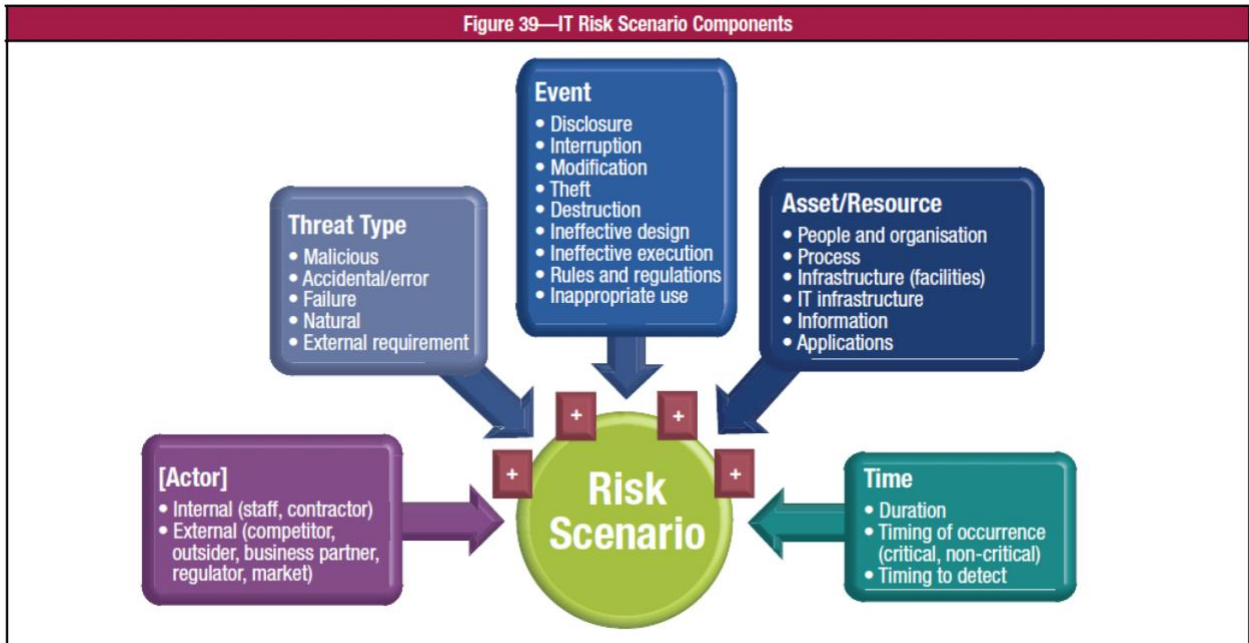 Figure 39—IT Risk Scenario Components
Event
• Disclosure
• Interruption
• Modification
• Theft
• Destruction
• Ineffective design
• Ineffective execution
• Rules and regulations
• Inappropriate use
Threat Type
• Malicious
• Accidental/error
• Failure
• Natural
• External requirement
Asset/Resource
• People and organisation
• Process
• Infrastructure (facilities)
• IT infrastructure
• Information
• Applications
+
+
+
+
[Actor]
• Internal (staff, contractor)
• External (competitor,
outsider, business partner,
regulator, market)
Risk
Scenario
Time
• Duration
• Timing of occurrence
(critical, non-critical)
• Timing to detect